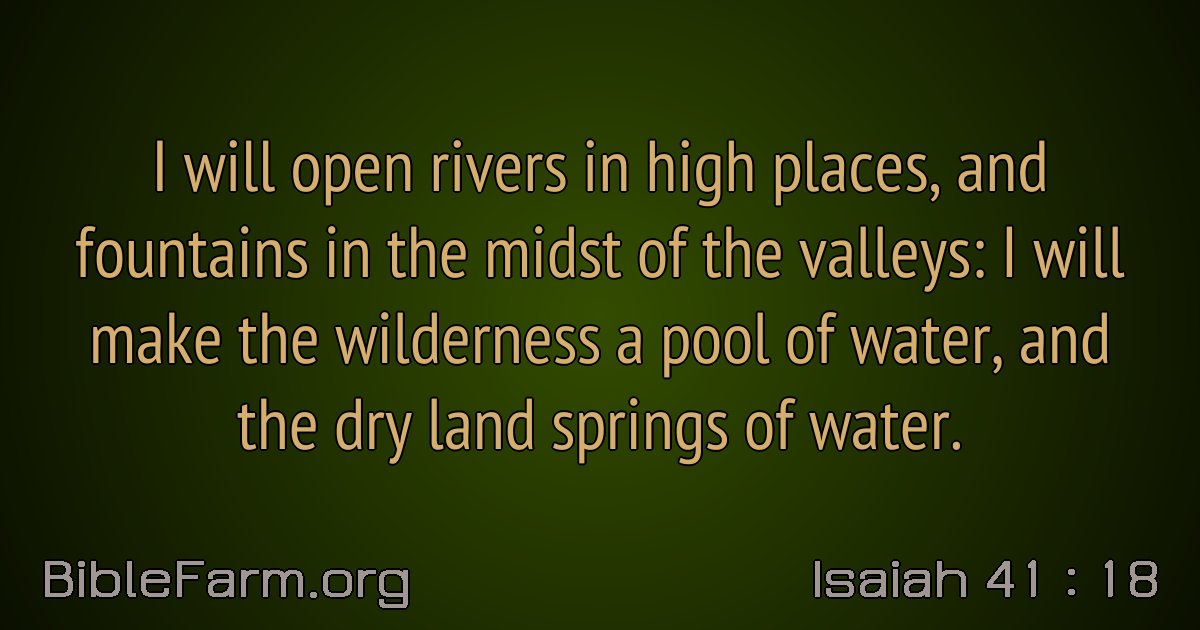 I will open rivers in high places, and
fountains in the midst of the valleys: I will
make the wilderness a pool of water, and
the dry land springs of water.
BibleFarm.org
Isaiah 41 : 18